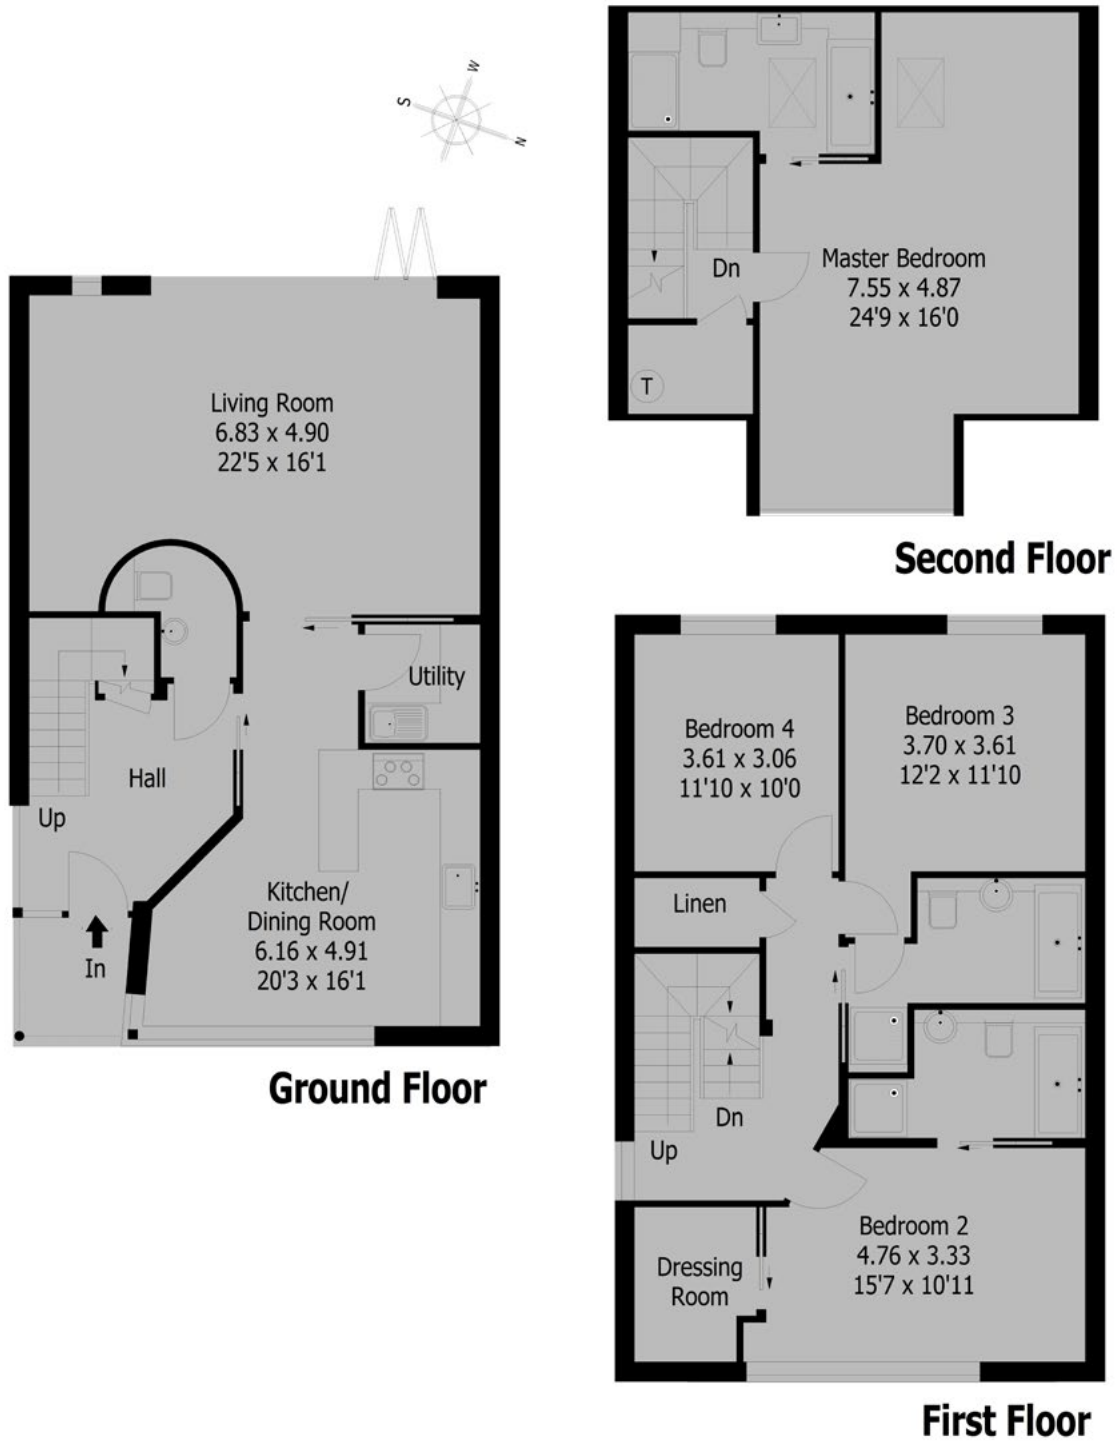 W
S
N
Living Room
6.83 x 4.90
22'5 x 16'1
Utility
Hall
Up
Kitchen/
Dining Room
6.16 x 4.91
20'3 x 16'1
In
Ground Floor
Dn
Master Bedroom
7.55 x 4.87
24'9 x 16'0
T
Second Floor
Bedroom 4
3.61 x 3.06
11'10 x 10'0
Bedroom 3
3.70 x 3.61
12'2 x 11'10
Linen
Dn
Up
Bedroom 2
4.76 x 3.33
15'7 x 10'11
Dressing
Room
First Floor